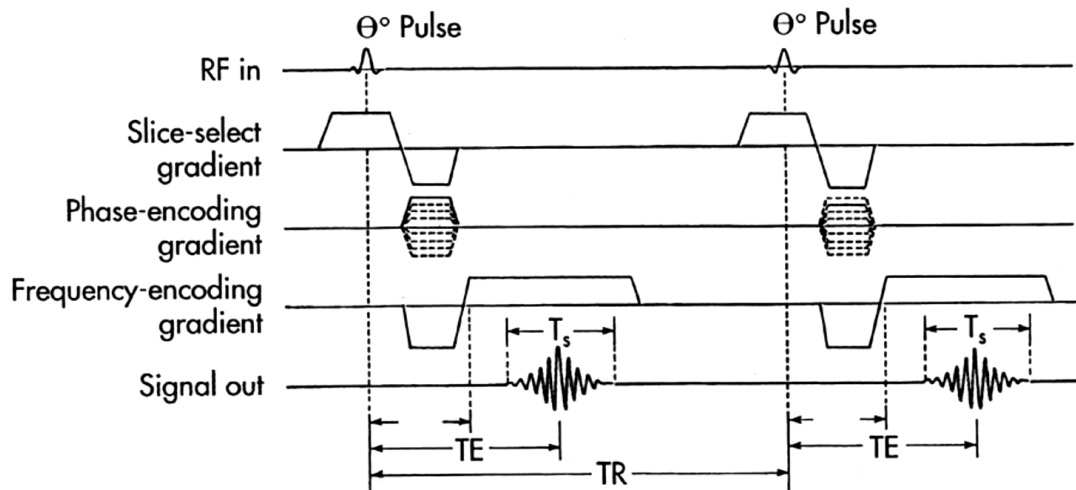 Θ° Pulse
Θ° Pulse
RF in
Slice-select
gradient
Phase-encoding
gradient
Frequency-encoding
gradient
Ts
Ts
Signal out
TE
TE
TR